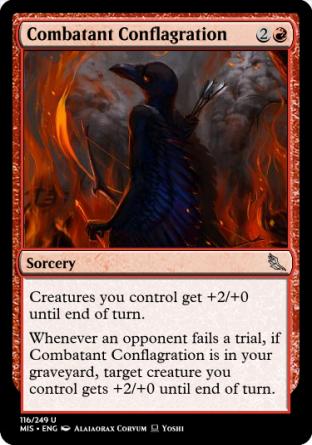 Combatant Conflagration 2
Sorcery
Creatures you control get +2/+0
until end of turn.
Whenever an opponent fails a trial, if
Combatant Conflagration is in your
graveyard, target creature you
control gets +2/+0 until end of turn.
116/249 U
MIS • ENG Alaiaorax Corvum Yoshi